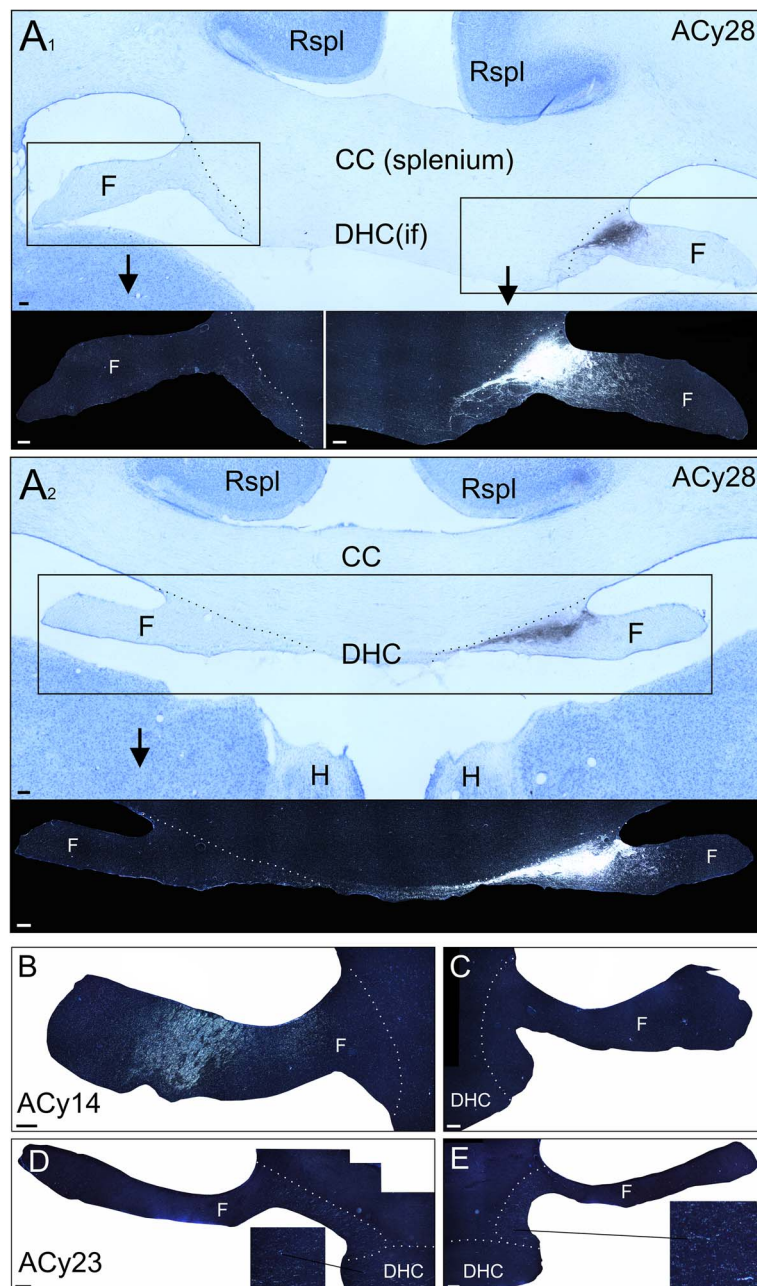 A1 Rspl Rspl ACy28
CC (splenium)
F DHC(if) F
F F
A2 Rspl Rspl ACy28
CC
F DHC F
H H
F F
B F
ACy14
C F
DHC
D F
ACy23 DHC
E F
DHC